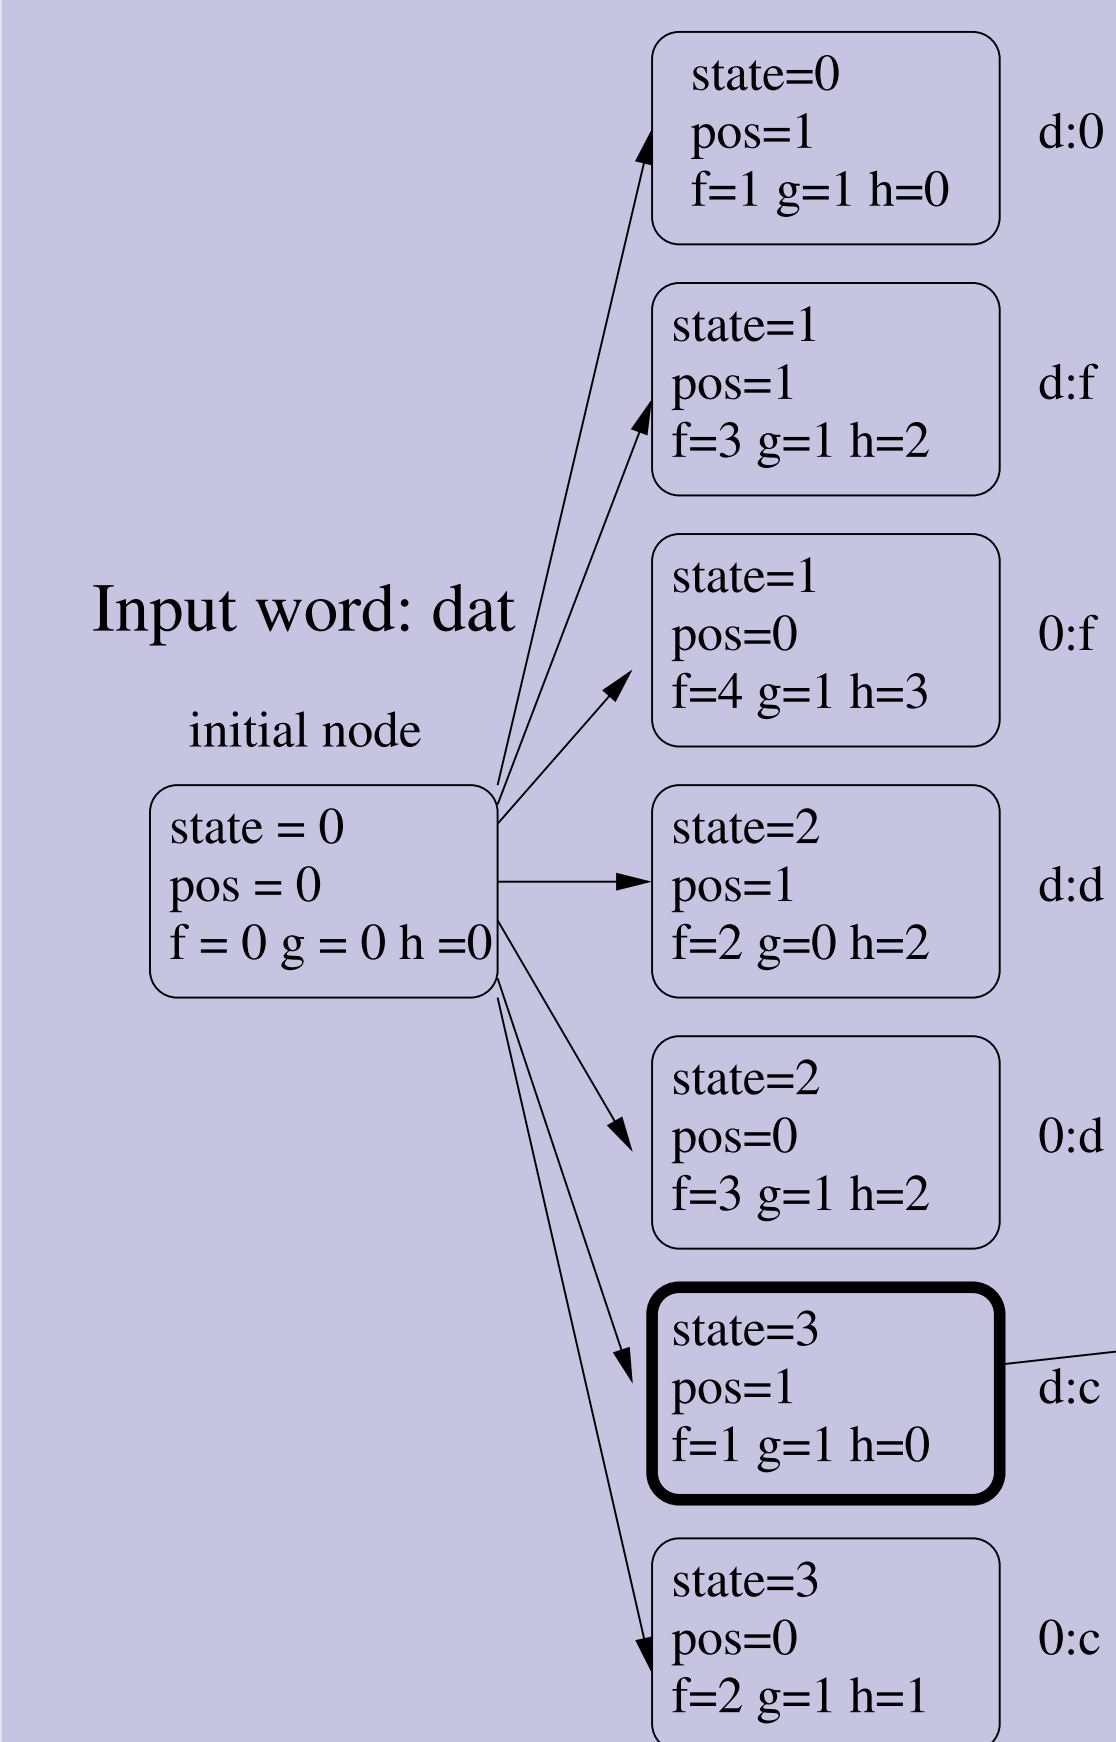 state=0
pos=1
f=1 g=1 h=0
d:0
state=1
pos=1
f=3 g=1 h=2
d:f
state=1
pos=0
f=4 g=1 h=3
0:f
Input word: dat
initial node
state = 0
pos = 0
f = 0 g = 0 h =0
state=2
pos=1
f=2 g=0 h=2
d:d
state=2
pos=0
f=3 g=1 h=2
0:d
state=3
pos=1
f=1 g=1 h=0
d:c
state=3
pos=0
f=2 g=1 h=1
0:c